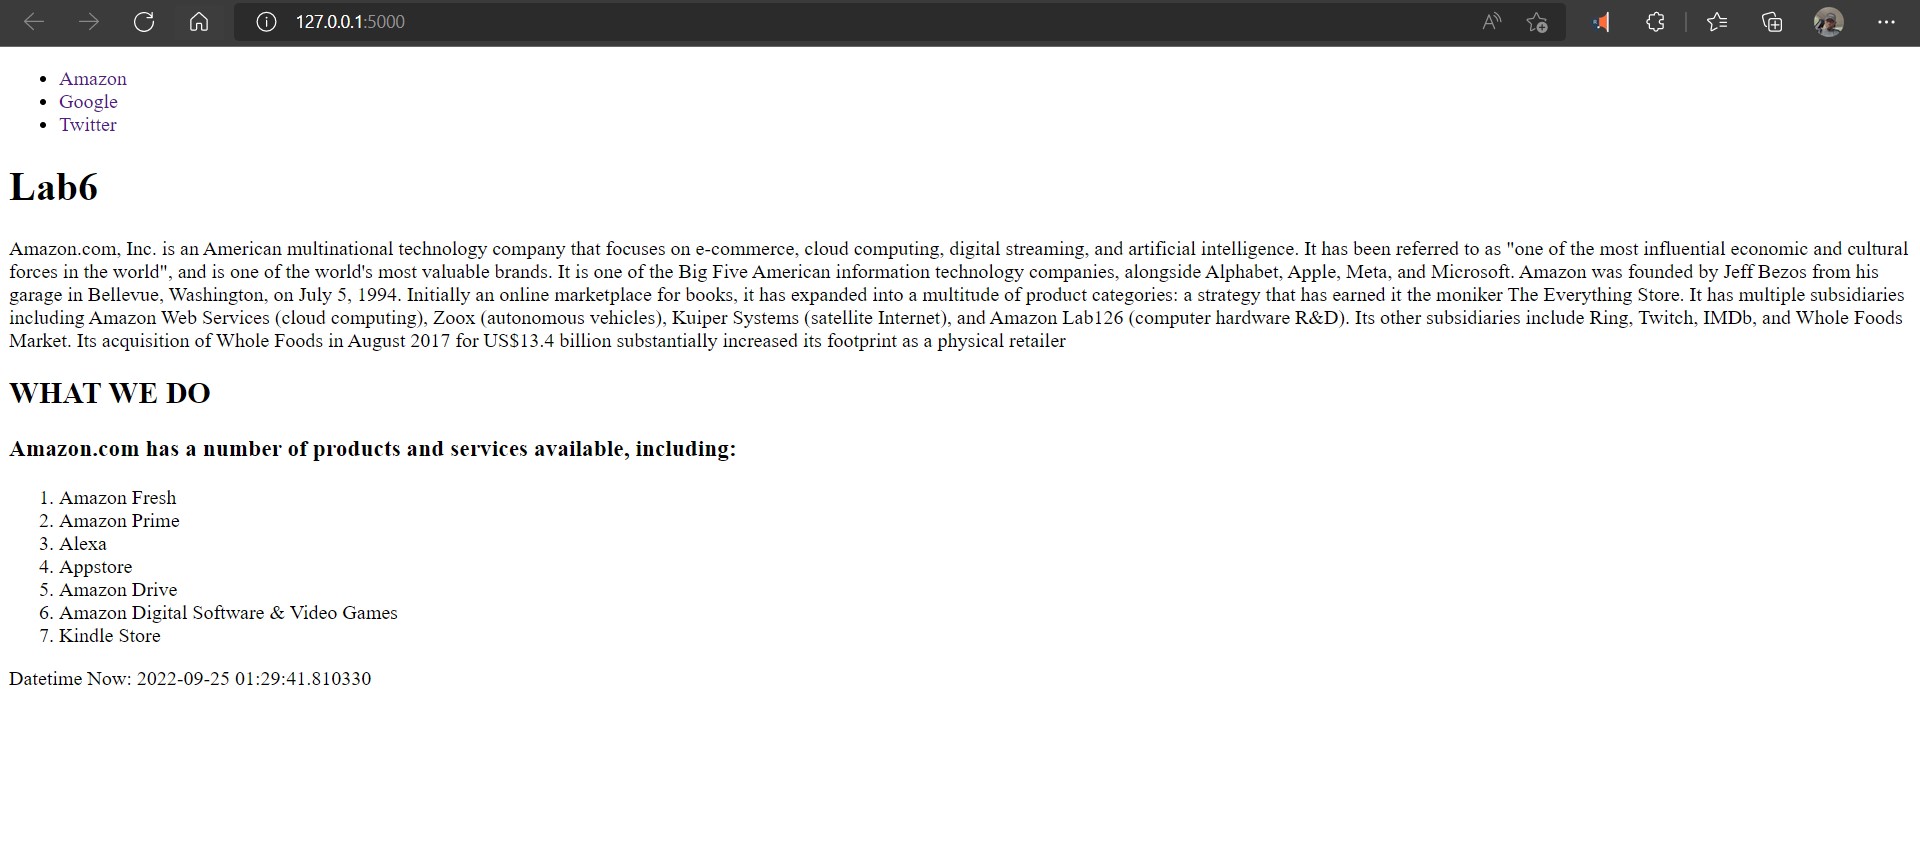 127.0.0.1:5000
Amazon
Google
Twitter
Lab6
Amazon.com, Inc. is an American multinational technology company that focuses on e-commerce, cloud computing, digital streaming, and artificial intelligence. It has been referred to as "one of the most influential economic and cultural
forces in the world", and is one of the world's most valuable brands. It is one of the Big Five American information technology companies, alongside Alphabet, Apple, Meta, and Microsoft. Amazon was founded by Jeff Bezos from his
garage in Bellevue, Washington, on July 5, 1994. Initially an online marketplace for books, it has expanded into a multitude of product categories: a strategy that has earned it the moniker The Everything Store. It has multiple subsidiaries
including Amazon Web Services (cloud computing), Zoox (autonomous vehicles), Kuiper Systems (satellite Internet), and Amazon Lab126 (computer hardware R&D). Its other subsidiaries include Ring, Twitch, IMDb, and Whole Foods
Market. Its acquisition of Whole Foods in August 2017 for US$13.4 billion substantially increased its footprint as a physical retailer
WHAT WE DO
Amazon.com has a number of products and services available, including:
1. Amazon Fresh
2. Amazon Prime
3. Alexa
4. Appstore
5. Amazon Drive
6. Amazon Digital Software & Video Games
7. Kindle Store
Datetime Now: 2022-09-25 01:29:41.810330